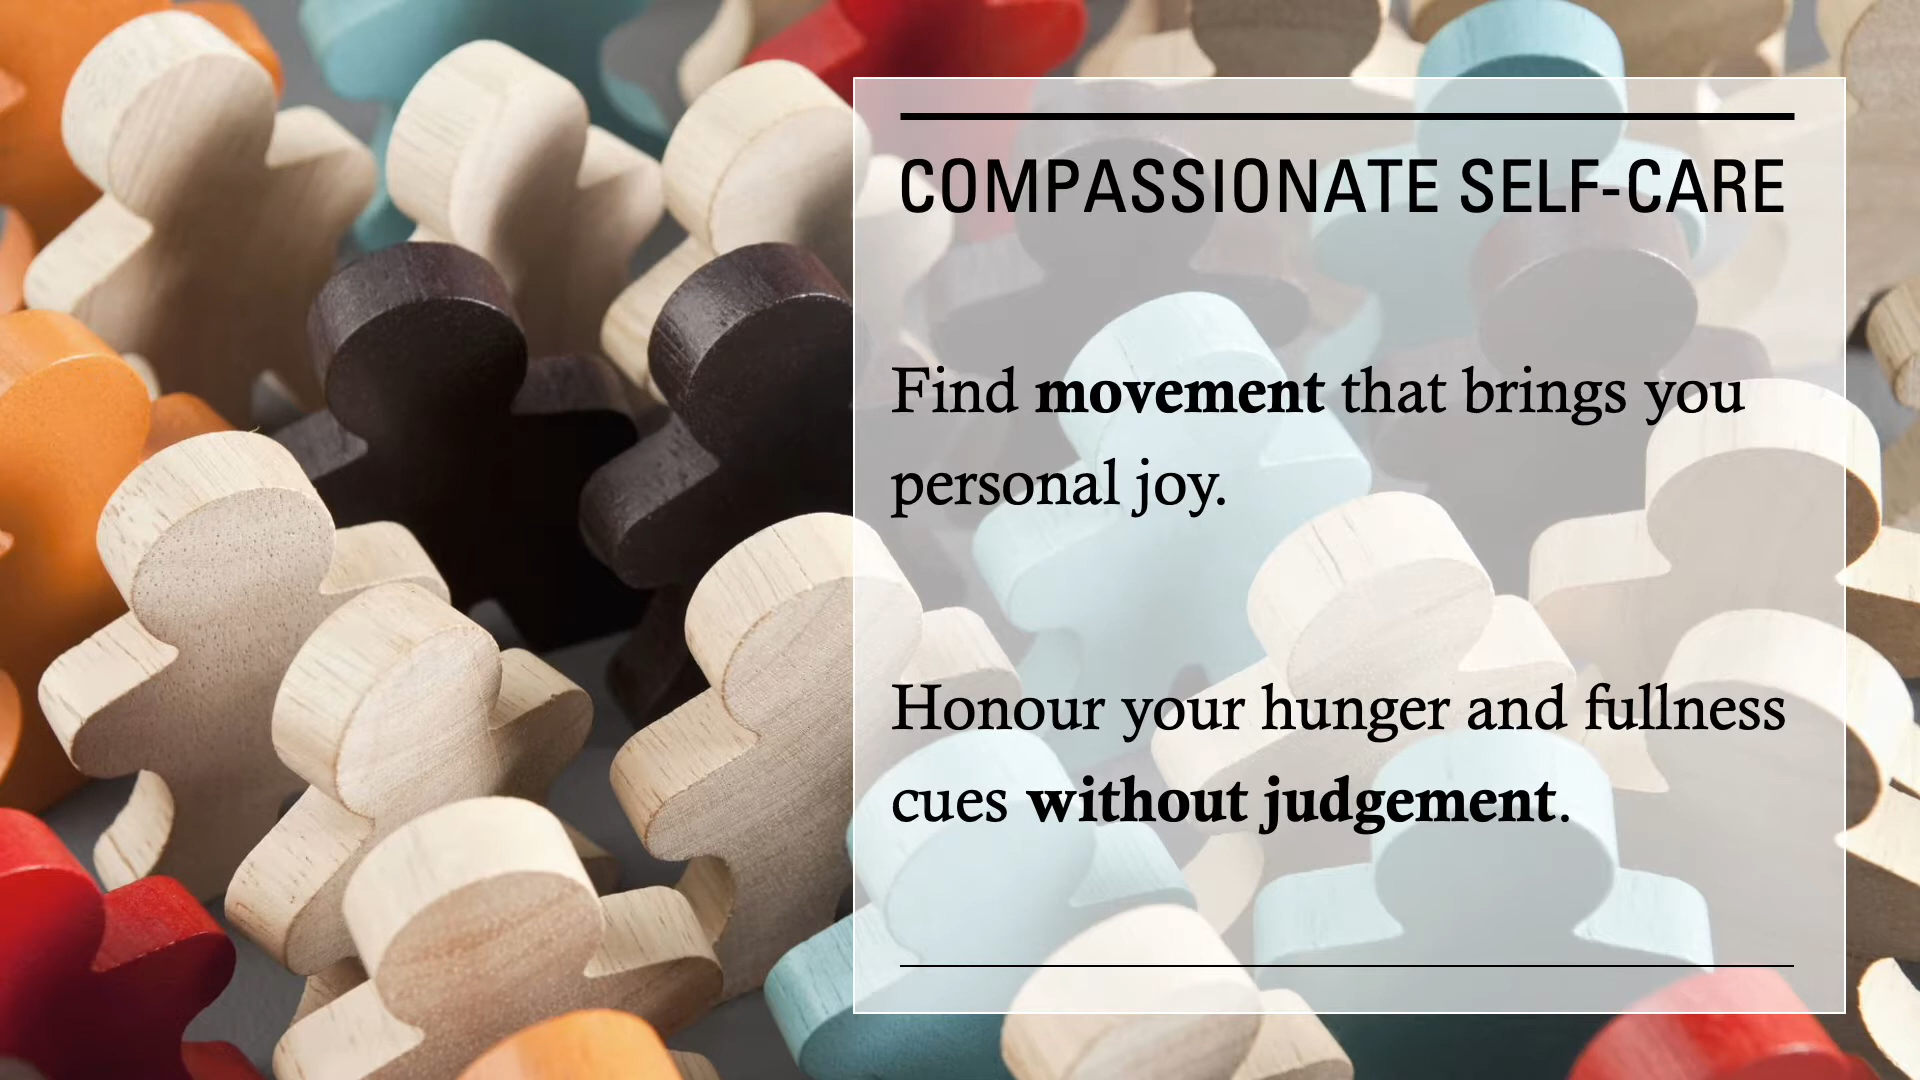 COMPASSIONATE SELF-CARE
Find movement that brings you
personal joy.
Honour your hunger and fullness
cues without judgement.